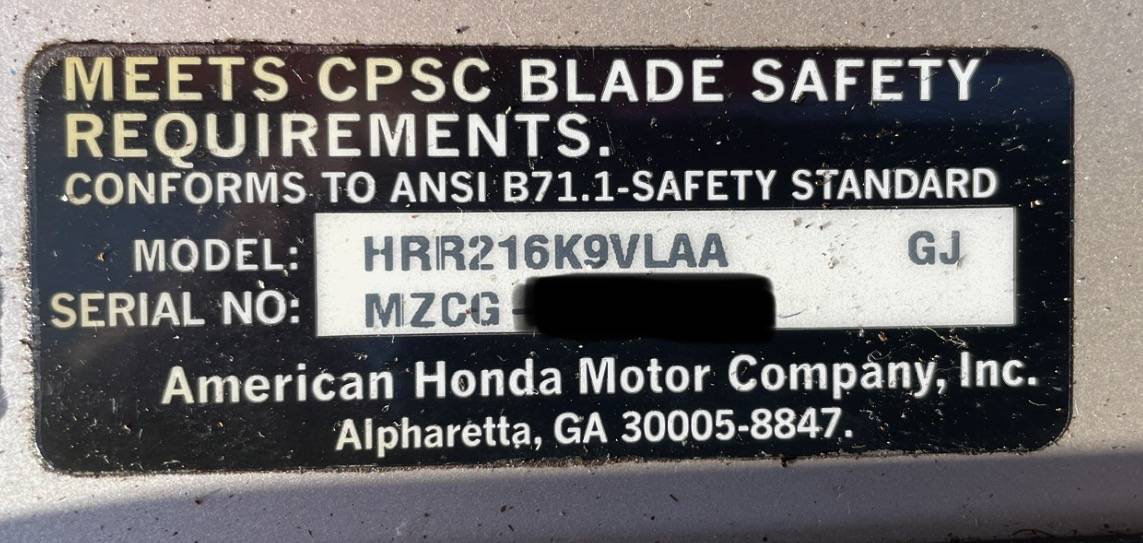 MEETS CPSC BLADE SAFETY
REQUIREMENTS.
CONFORMS TO ANSI B71.1-SAFETY STANDARD
MODEL: HRR216K9VLAA GJ
SERIAL NO: MZCG -
American Honda Motor Company, Inc.
Alpharetta, GA 30005-8847.